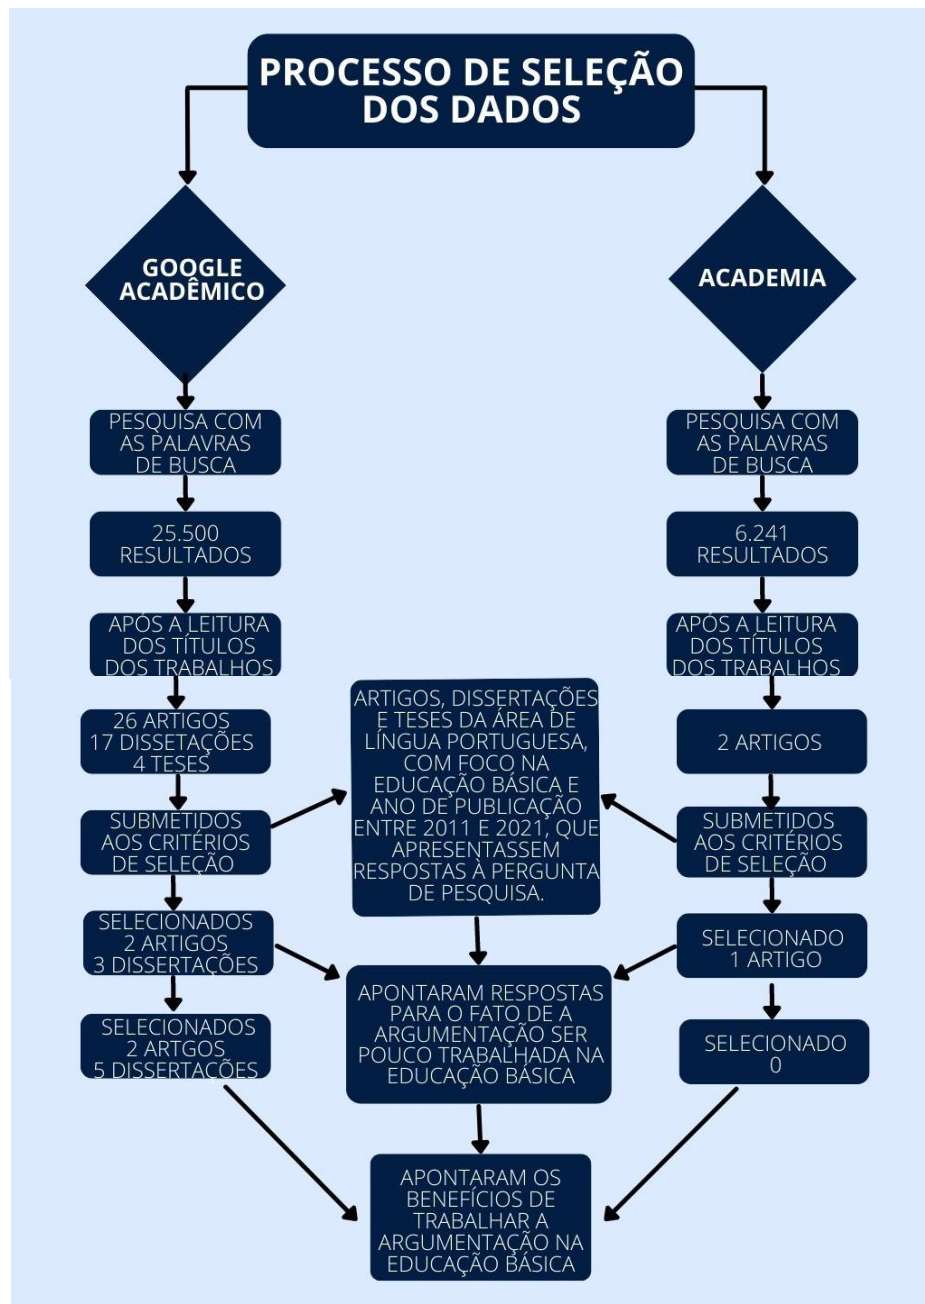 PROCESSO DE SELEÇÃO
DOS DADOS
GOOGLE
ACADÊMICO
PESQUISA COM
AS PALAVRAS
DE BUSCA
25.500
RESULTADOS
APÓS A LEITURA
DOS TÍTULOS
DOS TRABALHOS
26 ARTIGOS
17 DISSETAÇÕES
4 TESES
SUBMETIDOS
AOS CRITÉRIOS
DE SELEÇÃO
SELECIONADOS
2 ARTIGOS
3 DISSERTAÇÕES
SELECIONADOS
2 ARTGOS
5 DISSERTAÇÕES
ARTIGOS, DISSERTAÇÕES
E TESES DA ÁREA DE
LÍNGUA PORTUGUESA,
COM FOCO NA
EDUCAÇÃO BÁSICA E
ANO DE PUBLICAÇÃO
ENTRE 2011 E 2021, QUE
APRESENTASSEM
RESPOSTAS À PERGUNTA
DE PESQUISA.
APONTARAM RESPOSTAS
PARA O FATO DE A
ARGUMENTAÇÃO SER
POUCO TRABALHADA NA
EDUCAÇÃO BÁSICA
APONTARAM OS
BENEFÍCIOS DE
TRABALHAR A
ARGUMENTAÇÃO NA
EDUCAÇÃO BÁSICA
ACADEMIA
PESQUISA COM
AS PALAVRAS
DE BUSCA
6.241
RESULTADOS
APÓS A LEITURA
DOS TÍTULOS
DOS TRABALHOS
2 ARTIGOS
SUBMETIDOS
AOS CRITÉRIOS
DE SELEÇÃO
SELECIONADO
1 ARTIGO
SELECIONADO
0